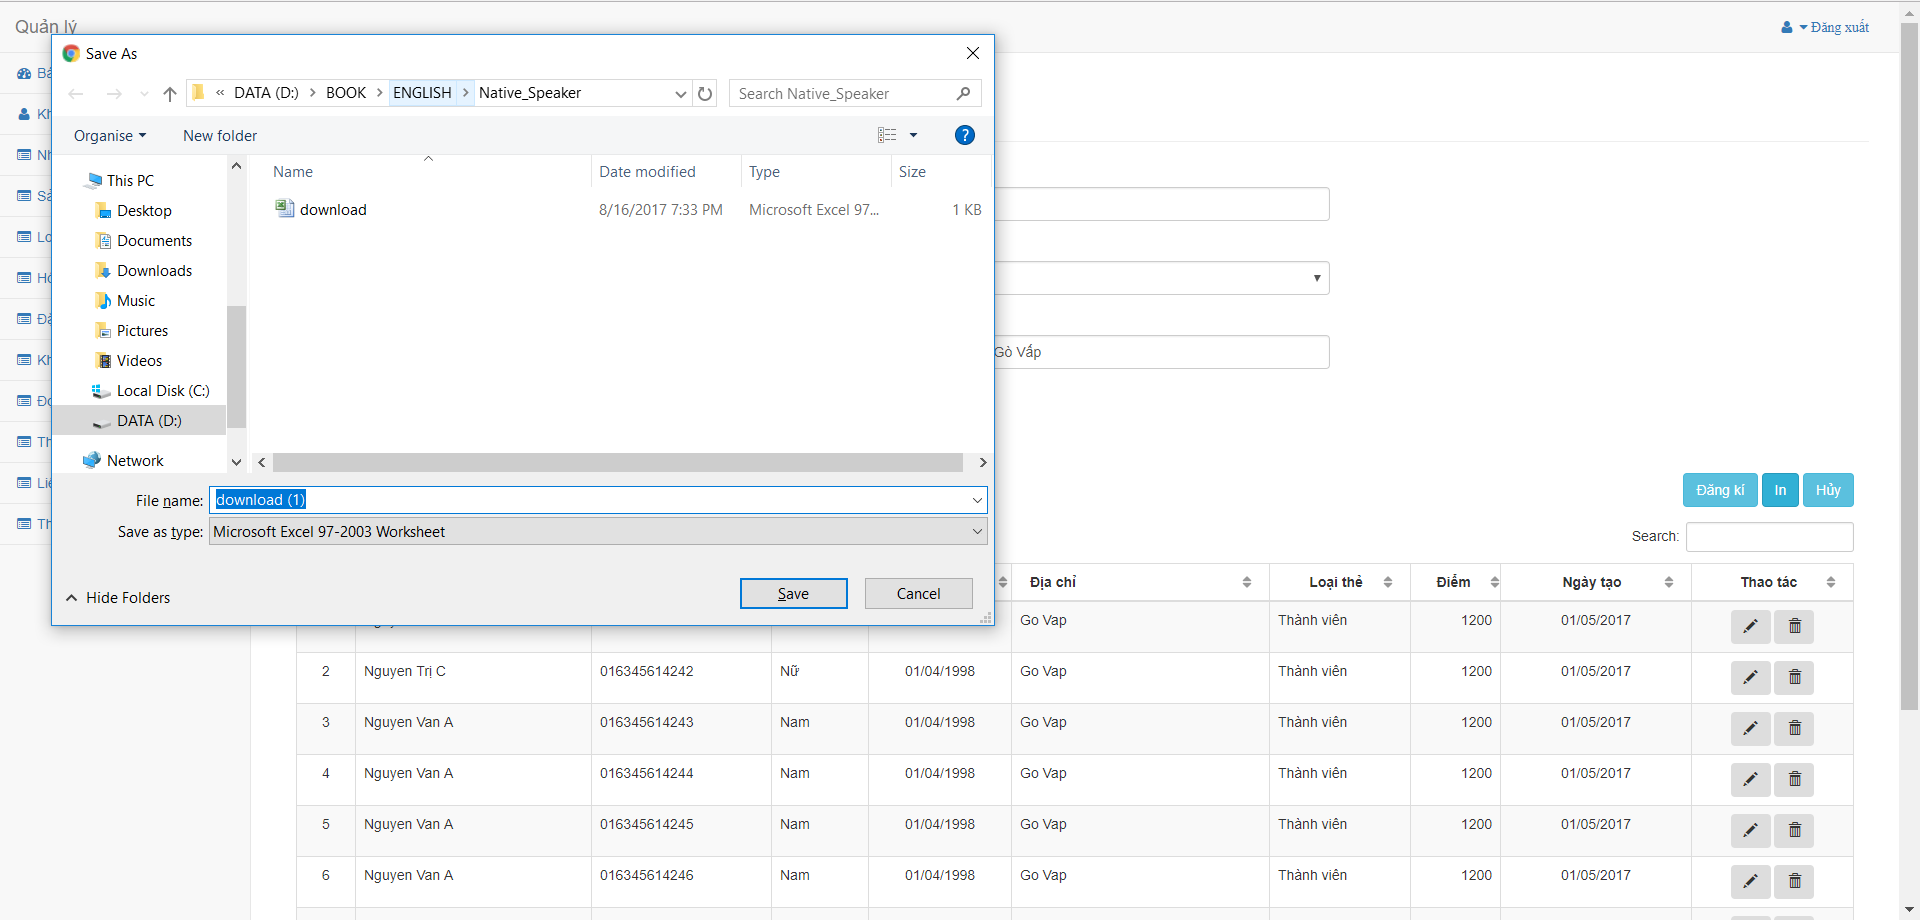 Quản lý
Đăng xuất
Save As
« DATA (D:) > BOOK > ENGLISH > Native_Speaker
Search Native_Speaker
Organise
New folder
?
This PC
Desktop
Documents
Downloads
Music
Pictures
Videos
Local Disk (C:)
DATA (D:)
Network
Name Date modified Type Size
download 8/16/2017 7:33 PM Microsoft Excel 97... 1 KB
File name: download (1)
Save as type: Microsoft Excel 97-2003 Worksheet
Hide Folders
Save
Cancel
Gò Vấp
Đăng kí
In
Hủy
Search:
Địa chỉ Loại thẻ Điểm Ngày tạo Thao tác
Go Vap Thành viên 1200 01/05/2017
2 Nguyen Trị C 016345614242 Nữ 01/04/1998 Go Vap Thành viên 1200 01/05/2017
3 Nguyen Van A 016345614243 Nam 01/04/1998 Go Vap Thành viên 1200 01/05/2017
4 Nguyen Van A 016345614244 Nam 01/04/1998 Go Vap Thành viên 1200 01/05/2017
5 Nguyen Van A 016345614245 Nam 01/04/1998 Go Vap Thành viên 1200 01/05/2017
6 Nguyen Van A 016345614246 Nam 01/04/1998 Go Vap Thành viên 1200 01/05/2017